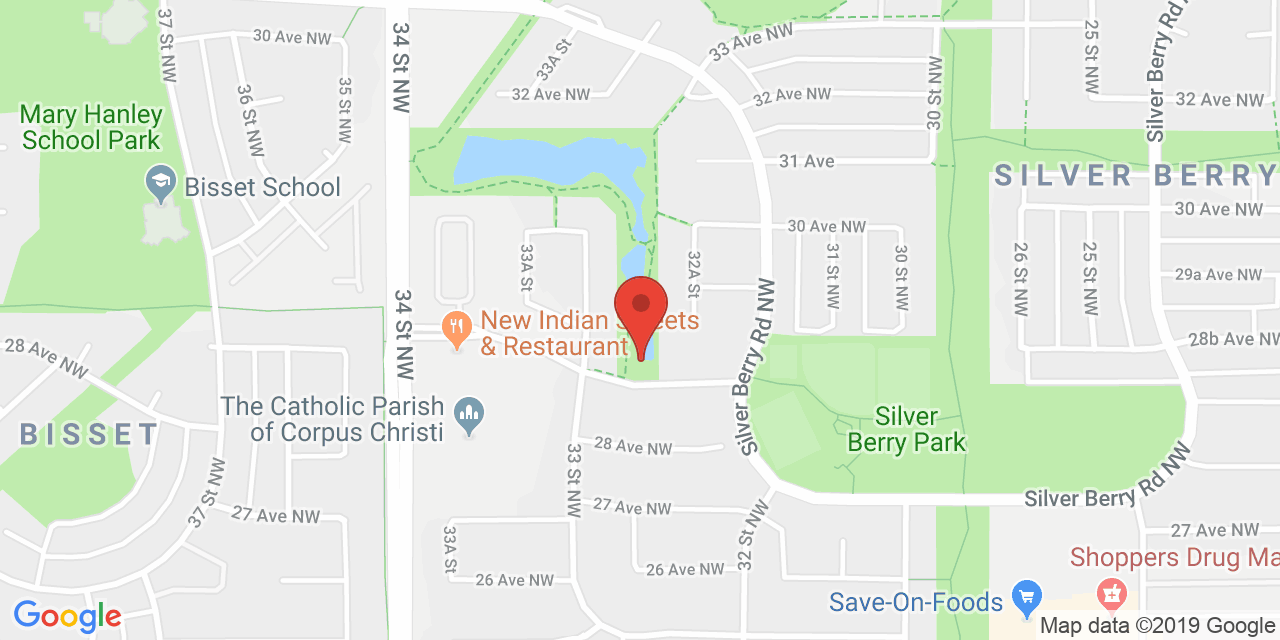 37 St NW
30 Ave NW
34 St NW
33A St
33 Ave NW
25 St NW
Silver Berry Rd N
36 St NW
35 St NW
32 Ave NW
32 Ave NW
30 St NW
32 Ave NW
Mary Hanley
School Park
Bisset School
31 Ave
SILVER BERRY
30 Ave NW
30 Ave NW
33A St
32A St
31 St NW
30 St NW
26 St NW
25 St NW
29a Ave NW
34 St NW
New Indian
& Restaurant
Silver Berry Rd NW
28b Ave NW
28 Ave NW
BISSET
The Catholic Parish
of Corpus Christi
Silver
Berry Park
28 Ave NW
33 St NW
37 St NW
27 Ave NW
27 Ave NW
32 St NW
Silver Berry Rd NW
27 Ave NW
33A St
26 Ave NW
26 Ave NW
Shoppers Drug Ma
Save-On-Foods
Google
Map data ©2019 Google